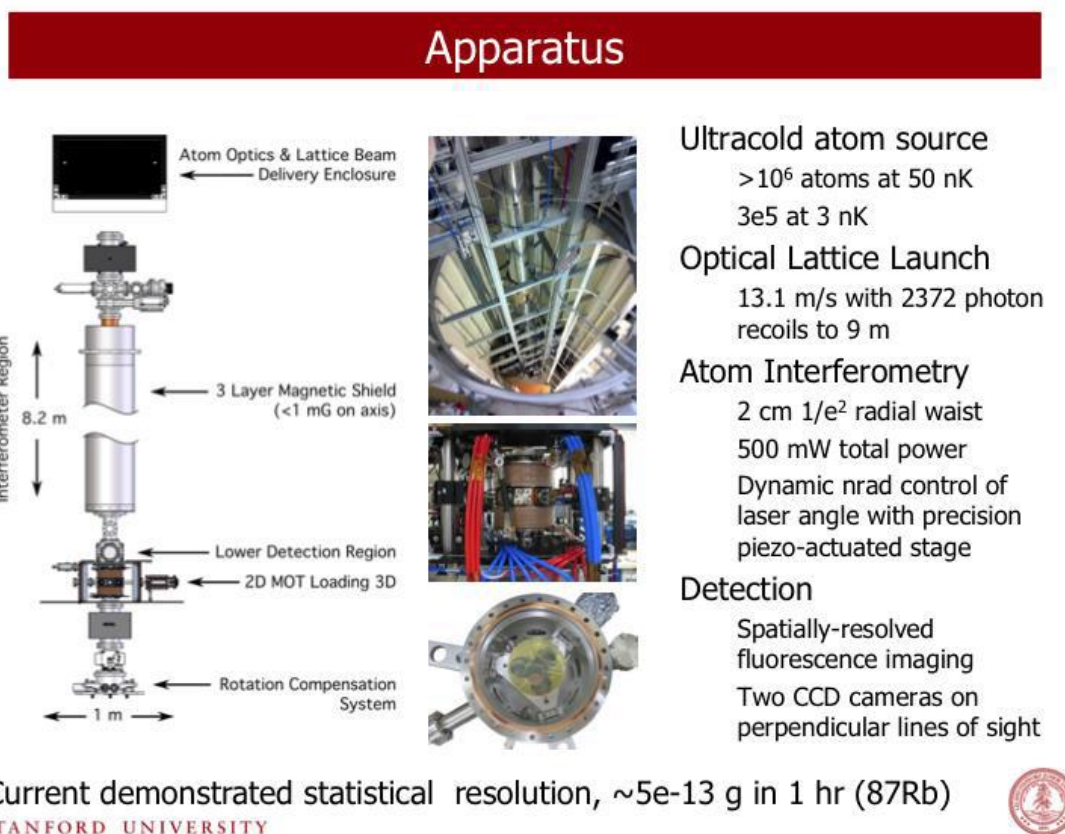 Apparatus
Atom Optics & Lattice Beam
Delivery Enclosure
Interferometer Region
8.2 m
3 Layer Magnetic Shield
(<1 mG on axis)
Lower Detection Region
2D MOT Loading 3D
Rotation Compensation
System
1 m
Ultracold atom source
>10⁶ atoms at 50 nK
3e5 at 3 nK
Optical Lattice Launch
13.1 m/s with 2372 photon
recoils to 9 m
Atom Interferometry
2 cm 1/e² radial waist
500 mW total power
Dynamic nrad control of
laser angle with precision
piezo-actuated stage
Detection
Spatially-resolved
fluorescence imaging
Two CCD cameras on
perpendicular lines of sight
Current demonstrated statistical resolution, ~5e-13 g in 1 hr (87Rb)
STANFORD UNIVERSITY